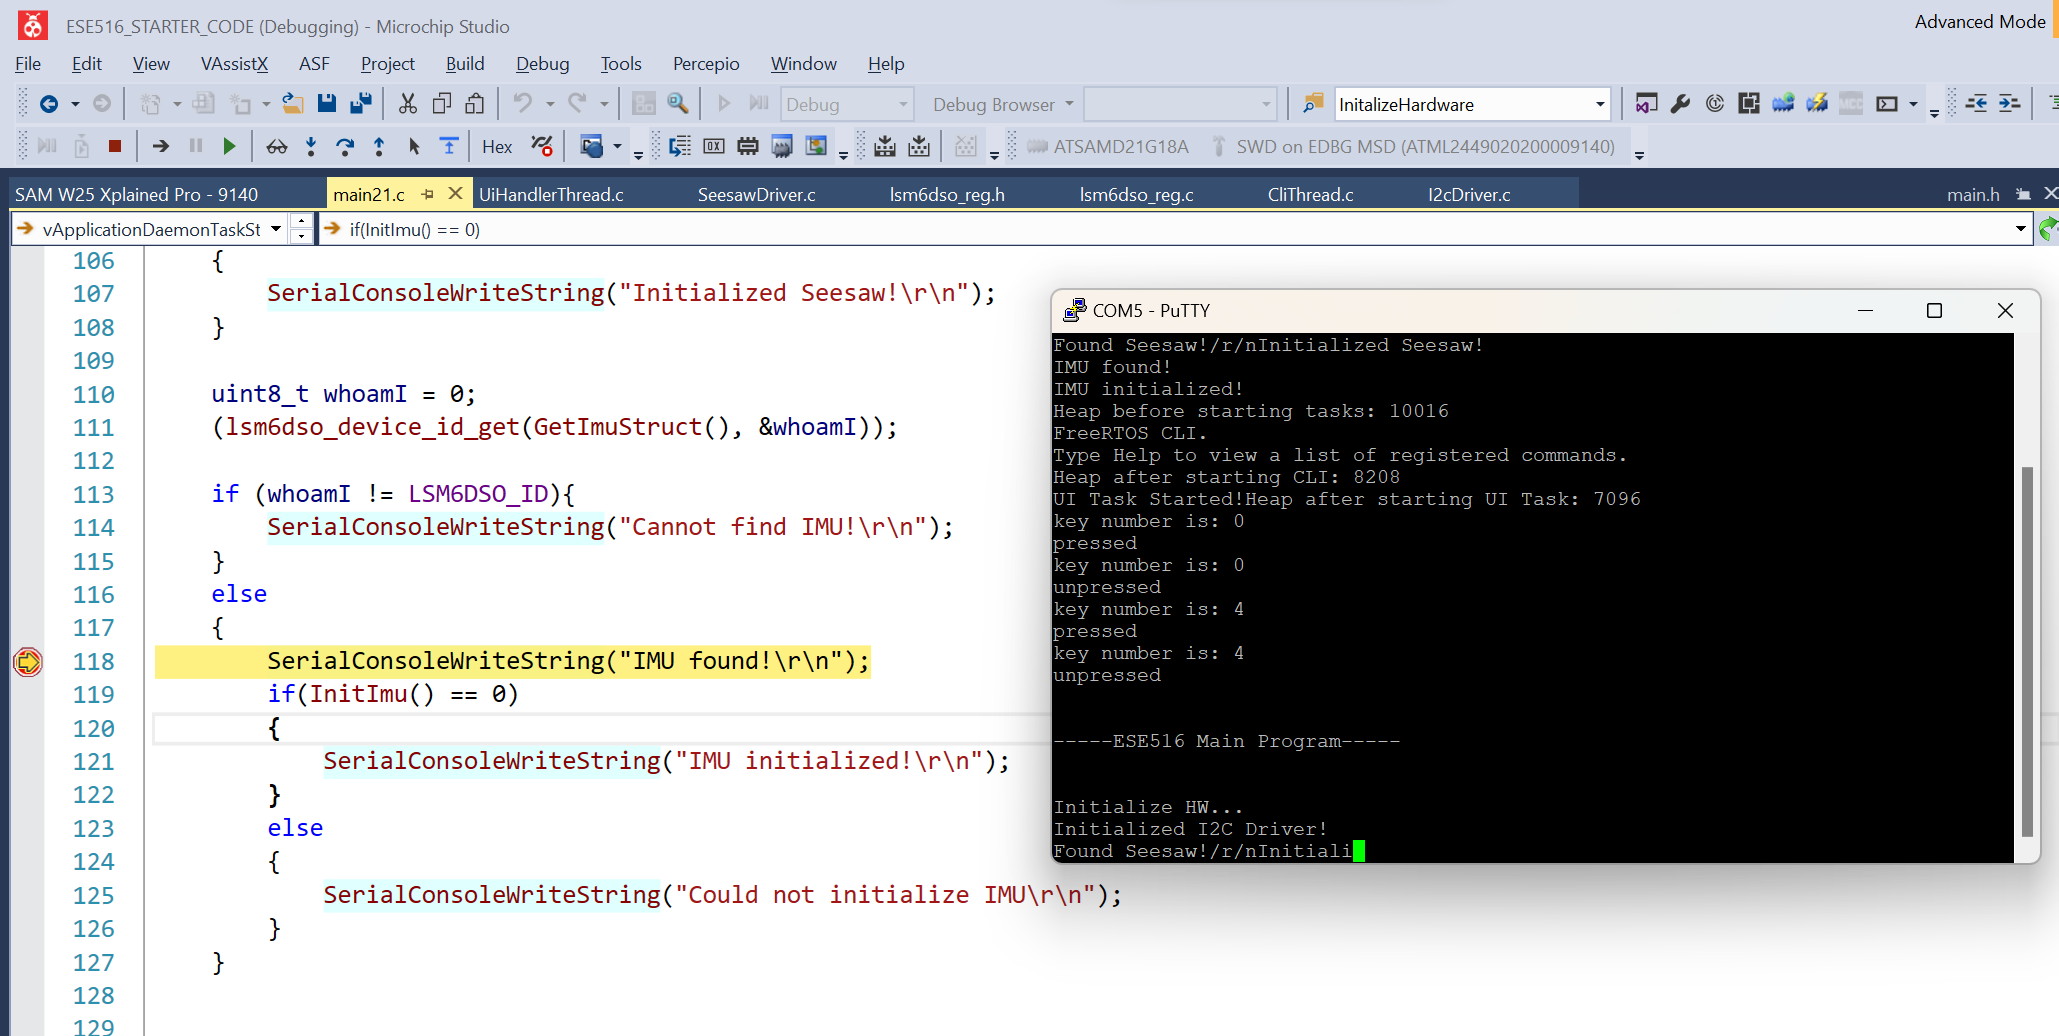 ESE516_STARTER_CODE (Debugging) - Microchip Studio
Advanced Mode
File Edit View VAssistX ASF Project Build Debug Tools Percepio Window Help
Debug Debug Browser InitalizeHardware
Hex ATSAMD21G18A SWD on EDBG MSD (ATML2449020200009140)
SAM W25 Xplained Pro - 9140 main21.c UiHandlerThread.c SeesawDriver.c lsm6dso_reg.h lsm6dso_reg.c CliThread.c I2cDriver.c main.h
vApplicationDaemonTaskSt if(InitImu() == 0)
106 {
107 SerialConsoleWriteString("Initialized Seesaw!\r\n");
108 }
109
110 uint8_t whoamI = 0;
111 (lsm6dso_device_id_get(GetImuStruct(), &whoamI));
112
113 if (whoamI != LSM6DSO_ID){
114 SerialConsoleWriteString("Cannot find IMU!\r\n");
115 }
116 else
117 {
118 SerialConsoleWriteString("IMU found!\r\n");
119 if(InitImu() == 0)
120 {
121 SerialConsoleWriteString("IMU initialized!\r\n");
122 }
123 else
124 {
125 SerialConsoleWriteString("Could not initialize IMU\r\n");
126 }
127 }
128
129
COM5 - PuTTY
Found Seesaw!/r/nInitialized Seesaw!
IMU found!
IMU initialized!
Heap before starting tasks: 10016
FreeRTOS CLI.
Type Help to view a list of registered commands.
Heap after starting CLI: 8208
UI Task Started!Heap after starting UI Task: 7096
key number is: 0
pressed
key number is: 0
unpressed
key number is: 4
pressed
key number is: 4
unpressed
-----ESE516 Main Program-----
Initialize HW...
Initialized I2C Driver!
Found Seesaw!/r/nInitiali